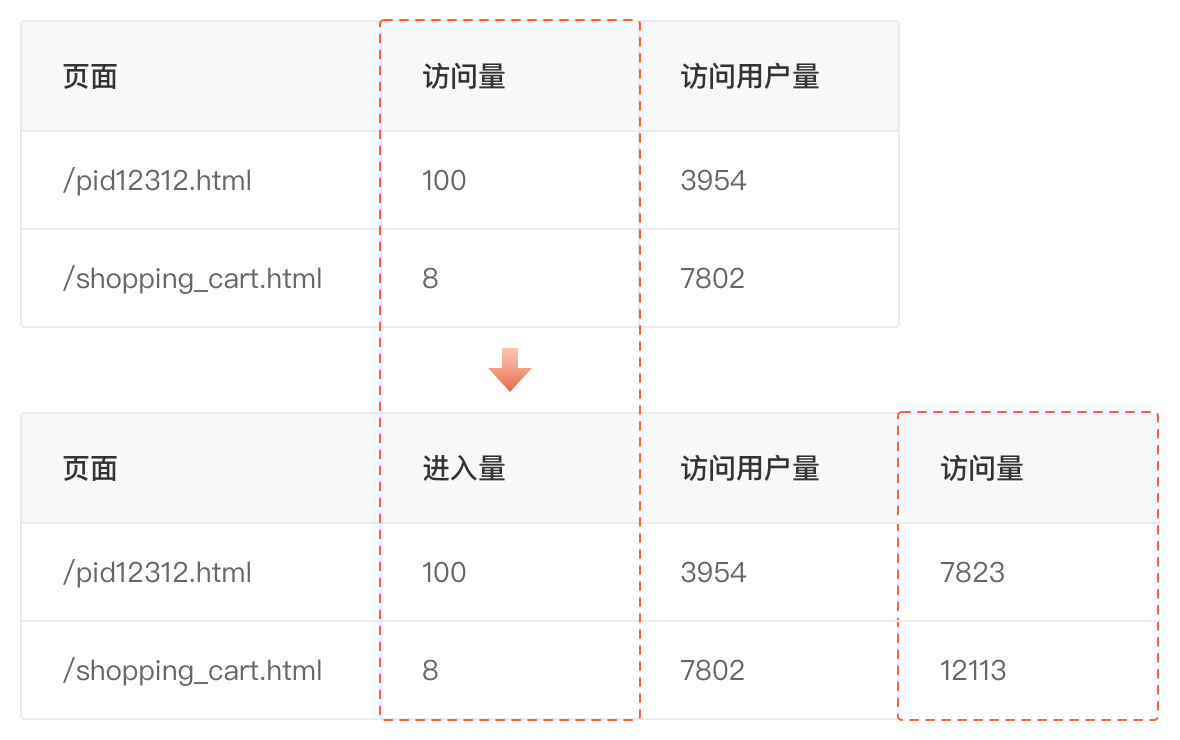 页面 访问量 访问用户量
/pid12312.html 100 3954
/shopping_cart.html 8 7802
页面 进入量 访问用户量 访问量
/pid12312.html 100 3954 7823
/shopping_cart.html 8 7802 12113